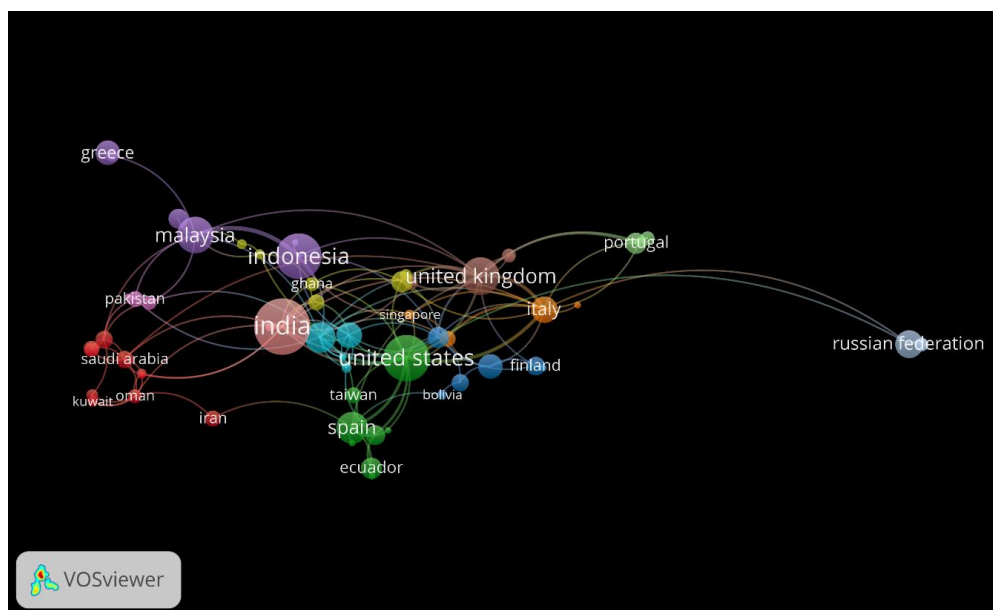 greece
malaysia
indonesia
united kingdom
portugal
ghana
pakistan
singapore
italy
india
russian federation
saudi arabia
united states
finland
kuwait
oman
taiwan
bolivia
iran
spain
ecuador
VOSviewer